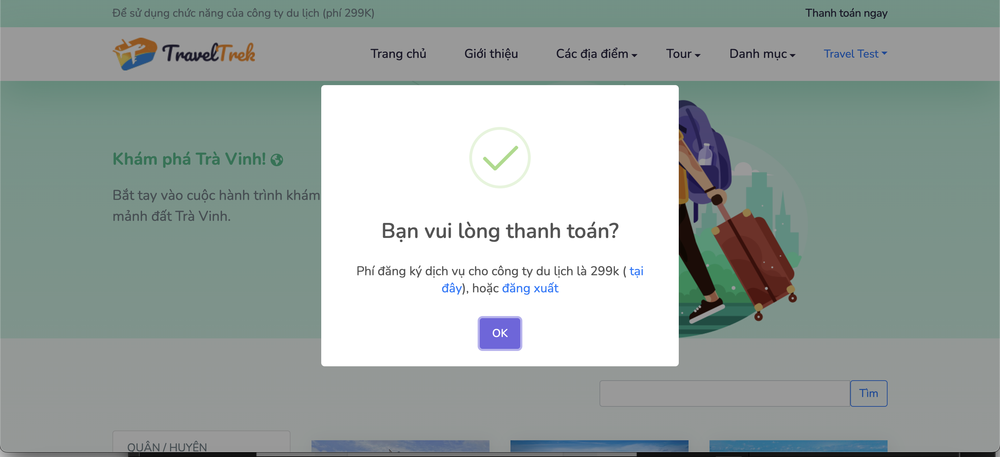 Để sử dụng chức năng của công ty du lịch (phí 299K)
Thanh toán ngay
TravelTrek
Trang chủ
Giới thiệu
Các địa điểm
Tour
Danh mục
Travel Test
Khám phá Trà Vinh!
Bắt tay vào cuộc hành trình khám
mảnh đất Trà Vinh.
Bạn vui lòng thanh toán?
Phí đăng ký dịch vụ cho công ty du lịch là 299k ( tại
đây), hoặc đăng xuất
OK
Tìm
QUẬN / HUYỆN